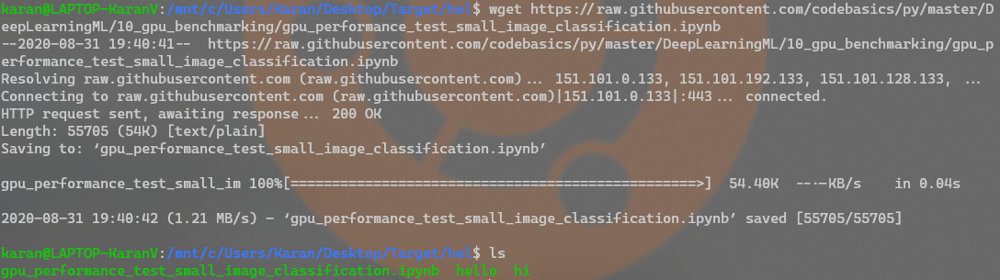 karan@LAPTOP-KaranV:/mnt/c/Users/Karan/Desktop/Target/hel$ wget https://raw.githubusercontent.com/codebasics/py/master/D
eepLearningML/10_gpu_benchmarking/gpu_performance_test_small_image_classification.ipynb
--2020-08-31 19:40:41--  https://raw.githubusercontent.com/codebasics/py/master/DeepLearningML/10_gpu_benchmarking/gpu_p
erformance_test_small_image_classification.ipynb
Resolving raw.githubusercontent.com (raw.githubusercontent.com)... 151.101.0.133, 151.101.192.133, 151.101.128.133, ...
Connecting to raw.githubusercontent.com (raw.githubusercontent.com)|151.101.0.133|:443... connected.
HTTP request sent, awaiting response... 200 OK
Length: 55705 (54K) [text/plain]
Saving to: ‘gpu_performance_test_small_image_classification.ipynb’
gpu_performance_test_small_im 100%[=================================================>]  54.40K  --.-KB/s    in 0.04s
2020-08-31 19:40:42 (1.21 MB/s) - ‘gpu_performance_test_small_image_classification.ipynb’ saved [55705/55705]
karan@LAPTOP-KaranV:/mnt/c/Users/Karan/Desktop/Target/hel$ ls
gpu_performance_test_small_image_classification.ipynb  hello  hi